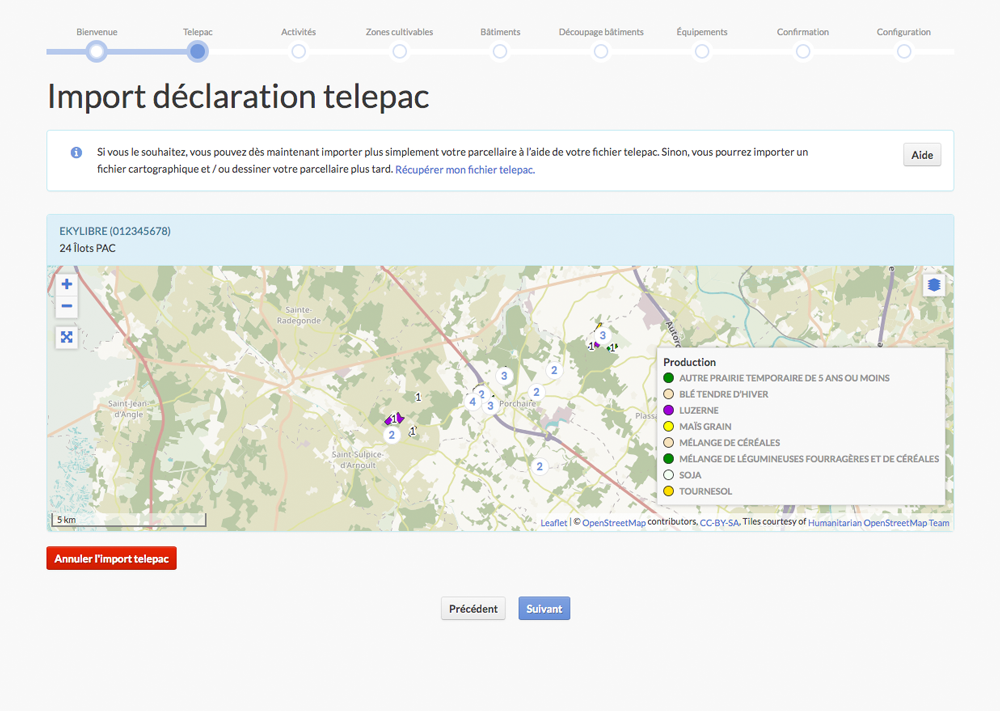 Bienvenue Telepac Activités Zones cultivables Bâtiments Découpage bâtiments Équipements Confirmation Configuration
Import déclaration telepac
Si vous le souhaitez, vous pouvez dès maintenant importer plus simplement votre parcellaire à l'aide de votre fichier telepac. Sinon, vous pourrez importer un
fichier cartographique et / ou dessiner votre parcellaire plus tard. Récupérer mon fichier telepac.
Aide
EKYLIBRE (012345678)
24 Îlots PAC
+
−
Sainte-
Radegonde
Autoro
3
1
1
2
3
2
2
4
3
Porchaire
1
Saint-Jean
d'Angle
1
2
1
Saint-Sulpice-
d'Arnoult
2
Plass
Production
AUTRE PRAIRIE TEMPORAIRE DE 5 ANS OU MOINS
BLÉ TENDRE D'HIVER
LUZERNE
MAÏS GRAIN
MÉLANGE DE CÉRÉALES
MÉLANGE DE LÉGUMINEUSES FOURRAGÈRES ET DE CÉRÉALES
SOJA
TOURNESOL
5 km
Leaflet | © OpenStreetMap contributors, CC-BY-SA, Tiles courtesy of Humanitarian OpenStreetMap Team
Annuler l'import telepac
Précédent
Suivant